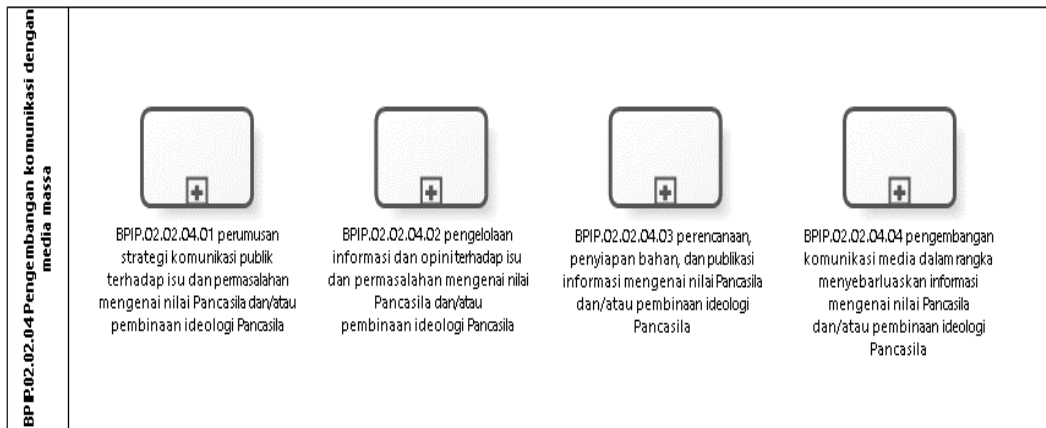 BPIP.02.02.04 Pengembangan komunikasi dengan
media massa
BPIP.02.02.04.01 perumusan
strategi komunikasi publik
terhadap isu dan permasalahan
mengenai nilai Pancasila dan/atau
pembinaan ideologi Pancasila
BPIP.02.02.04.02 pengelolaan
informasi dan opini terhadap isu
dan permasalahan mengenai nilai
Pancasila dan/atau
pembinaan ideologi Pancasila
BPIP.02.02.04.03 perencanaan,
penyiapan bahan, dan publikasi
informasi mengenai nilai Pancasila
dan/atau pembinaan ideologi
Pancasila
BPIP.02.02.04.04 pengembangan
komunikasi media dalam rangka
menyebarluaskan informasi
mengenai nilai Pancasila
dan/atau pembinaan ideologi
Pancasila